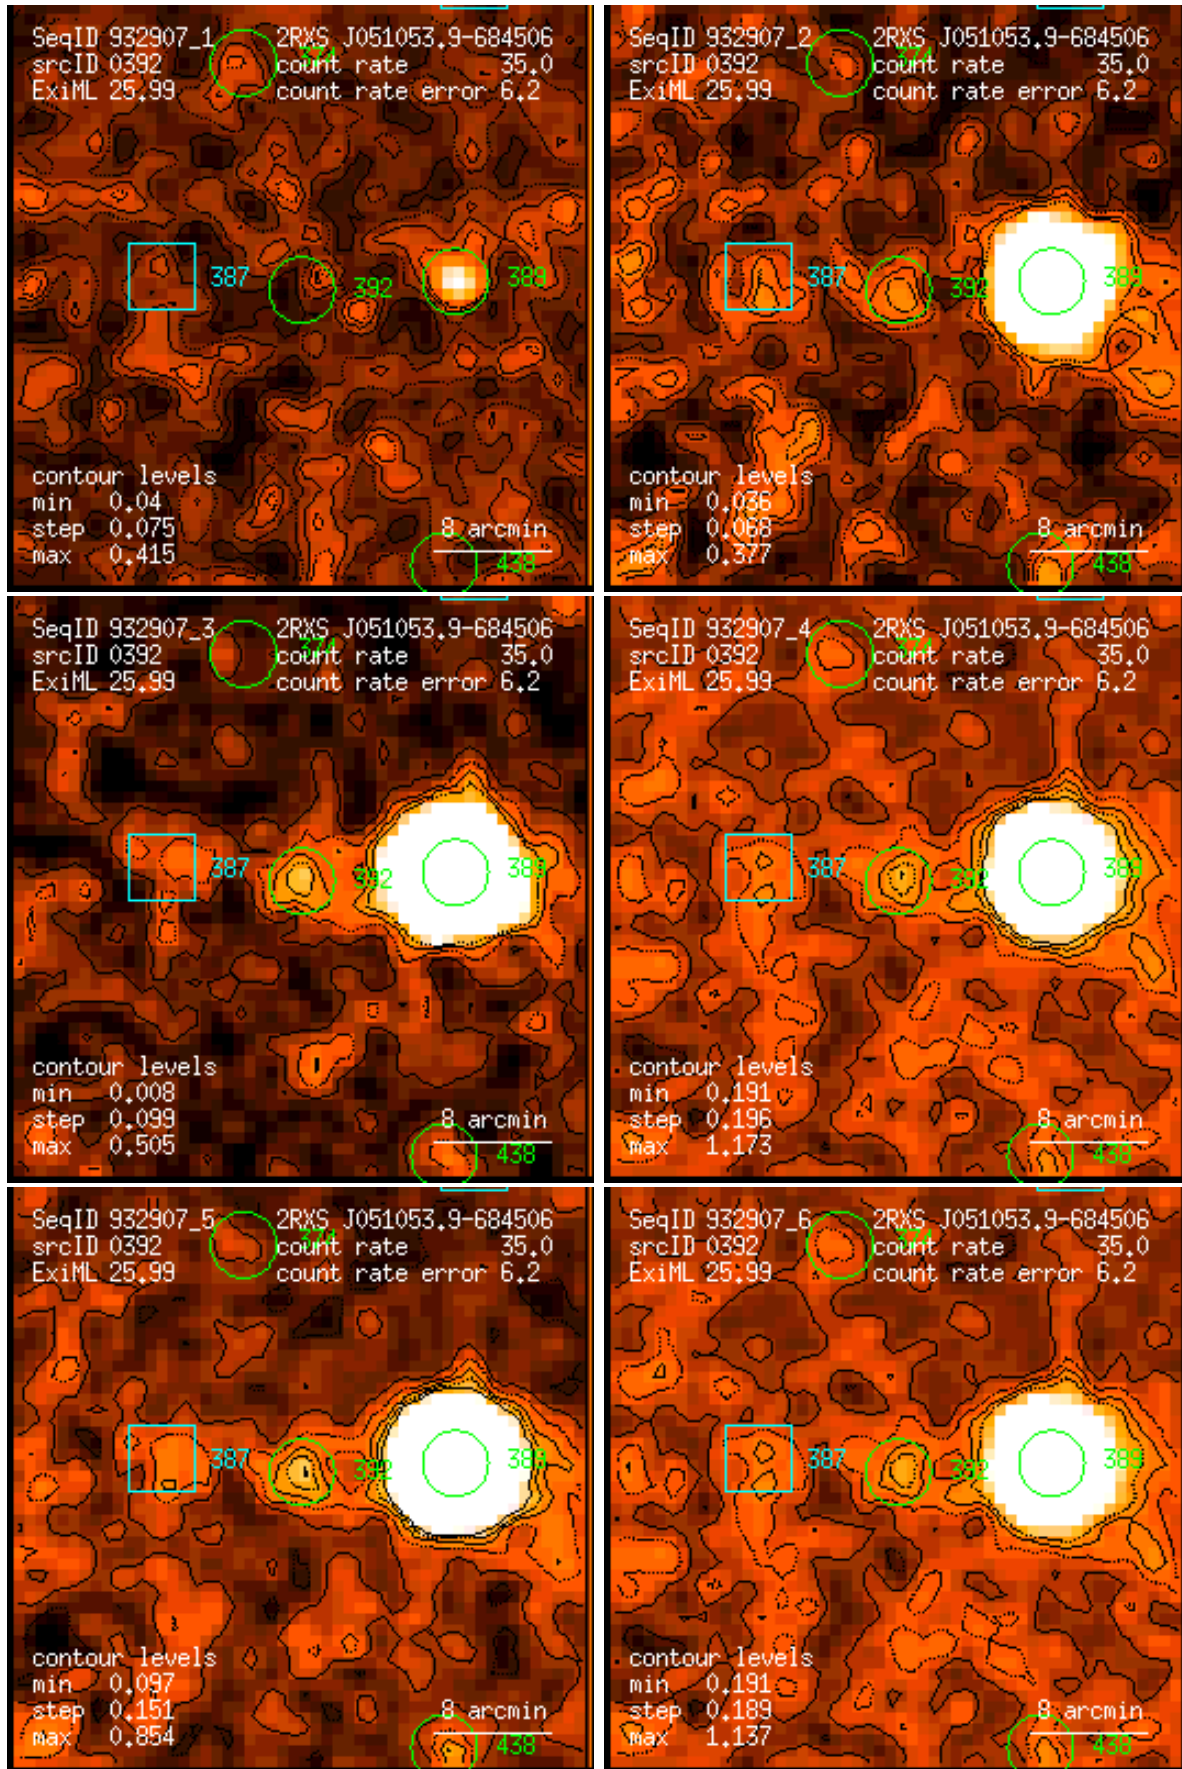 SeqID 932907_1 2RXS J051053.9-684506
srcID 0392 374 count rate 35.0
ExiML 25.99 count rate error 6.2
387 392 389
contour levels
min 0.04
step 0.075
max 0.415
8 arcmin
438
SeqID 932907_2 2RXS J051053.9-684506
srcID 0392 374 count rate 35.0
ExiML 25.99 count rate error 6.2
387 392 389
contour levels
min 0.036
step 0.068
max 0.377
8 arcmin
438
SeqID 932907_3 2RXS J051053.9-684506
srcID 0392 374 count rate 35.0
ExiML 25.99 count rate error 6.2
387 392 389
contour levels
min 0.008
step 0.099
max 0.505
8 arcmin
438
SeqID 932907_4 2RXS J051053.9-684506
srcID 0392 374 count rate 35.0
ExiML 25.99 count rate error 6.2
387 392 389
contour levels
min 0.191
step 0.196
max 1.173
8 arcmin
438
SeqID 932907_5 2RXS J051053.9-684506
srcID 0392 374 count rate 35.0
ExiML 25.99 count rate error 6.2
387 392 389
contour levels
min 0.097
step 0.151
max 0.854
8 arcmin
438
SeqID 932907_6 2RXS J051053.9-684506
srcID 0392 374 count rate 35.0
ExiML 25.99 count rate error 6.2
387 392 389
contour levels
min 0.191
step 0.189
max 1.137
8 arcmin
438